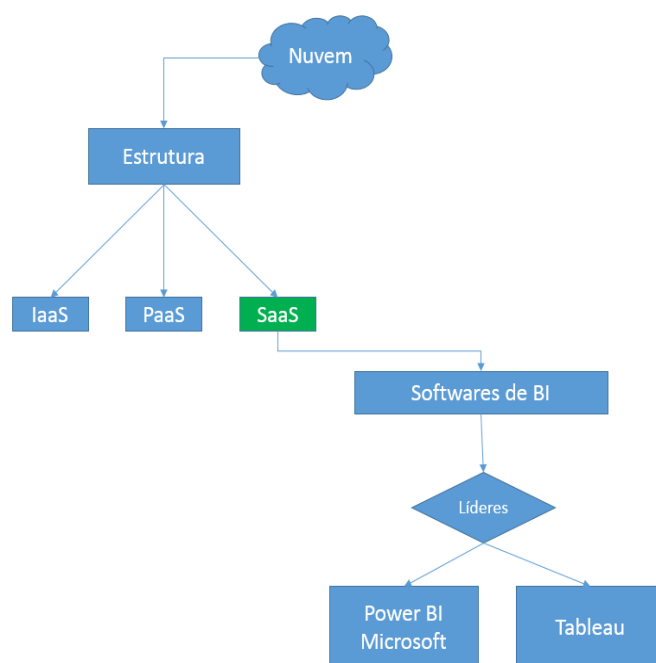 Nuvem
Estrutura
IaaS
PaaS
SaaS
Softwares de BI
Líderes
Power BI
Microsoft
Tableau